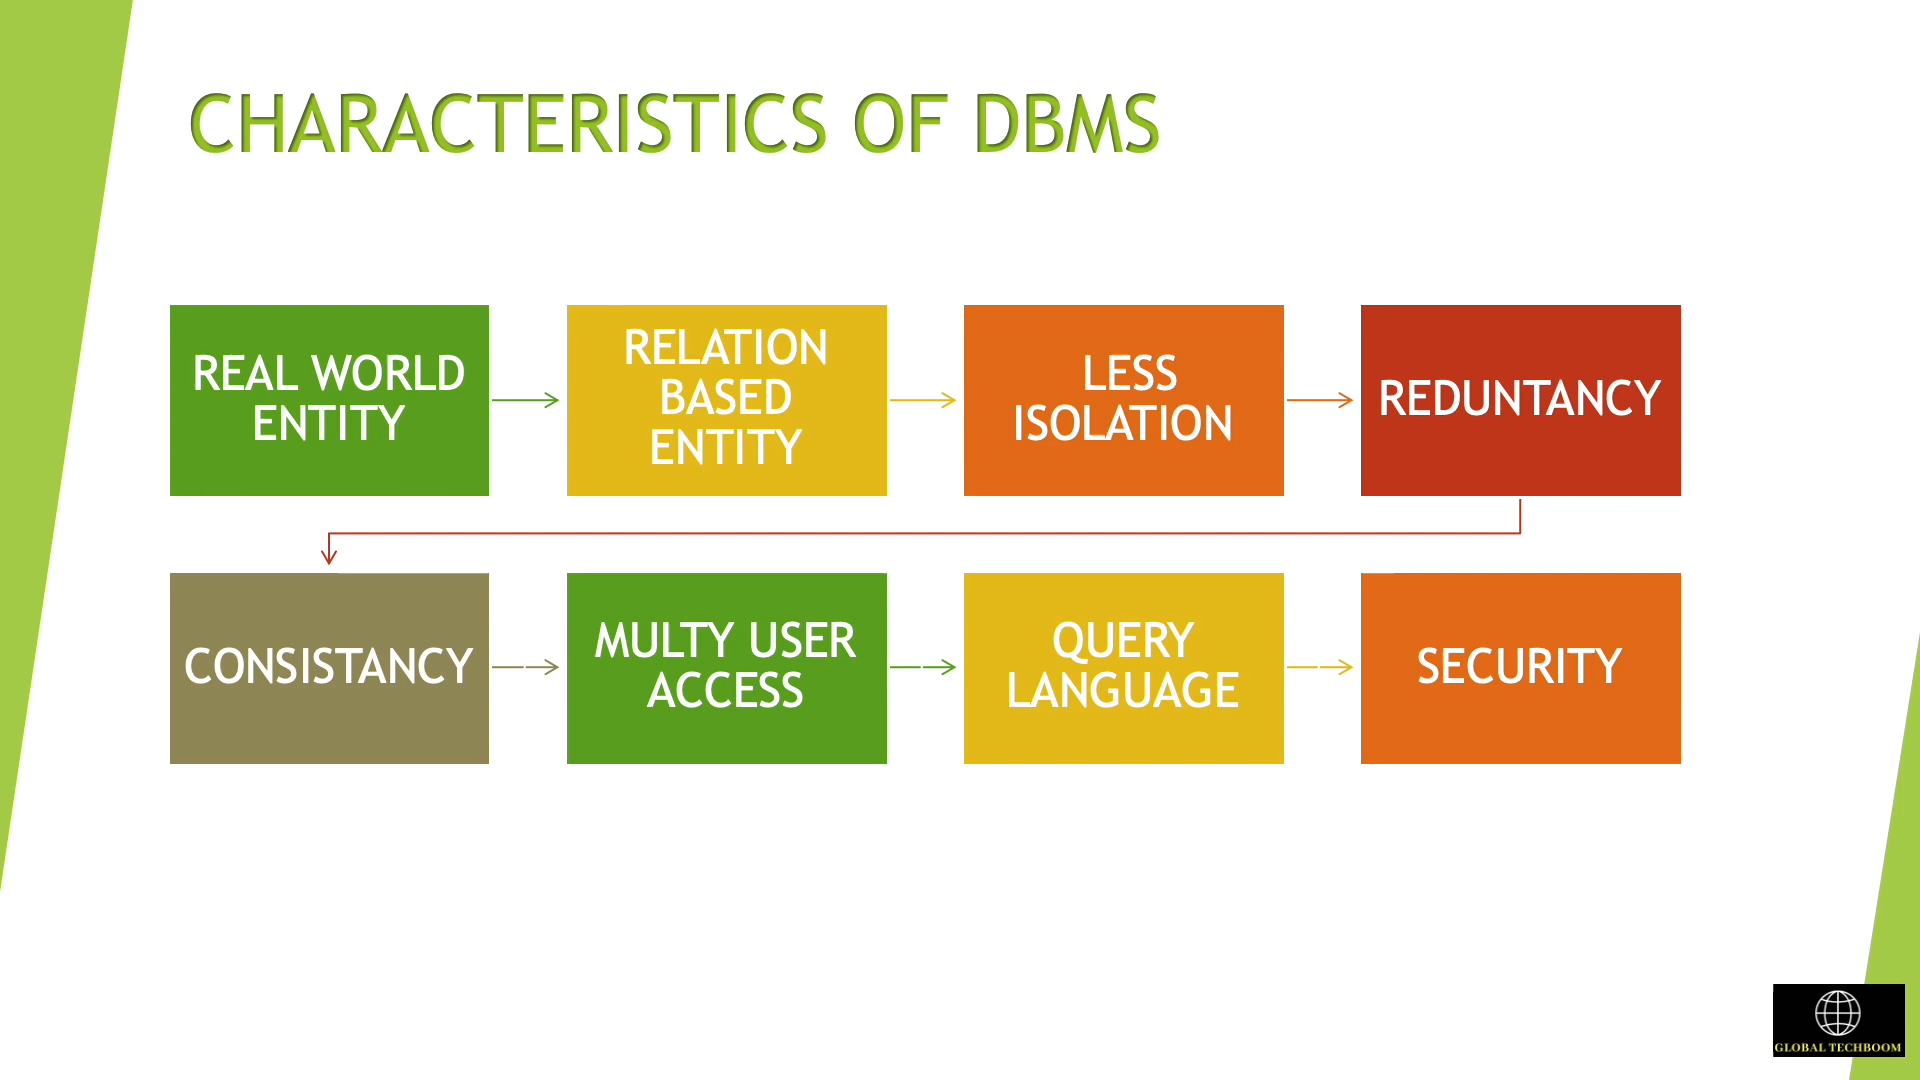 CHARACTERISTICS OF DBMS
REAL WORLD
ENTITY
RELATION
BASED
ENTITY
LESS
ISOLATION
REDUNTANCY
CONSISTANCY
MULTY USER
ACCESS
QUERY
LANGUAGE
SECURITY
GLOBAL TECHBOOM